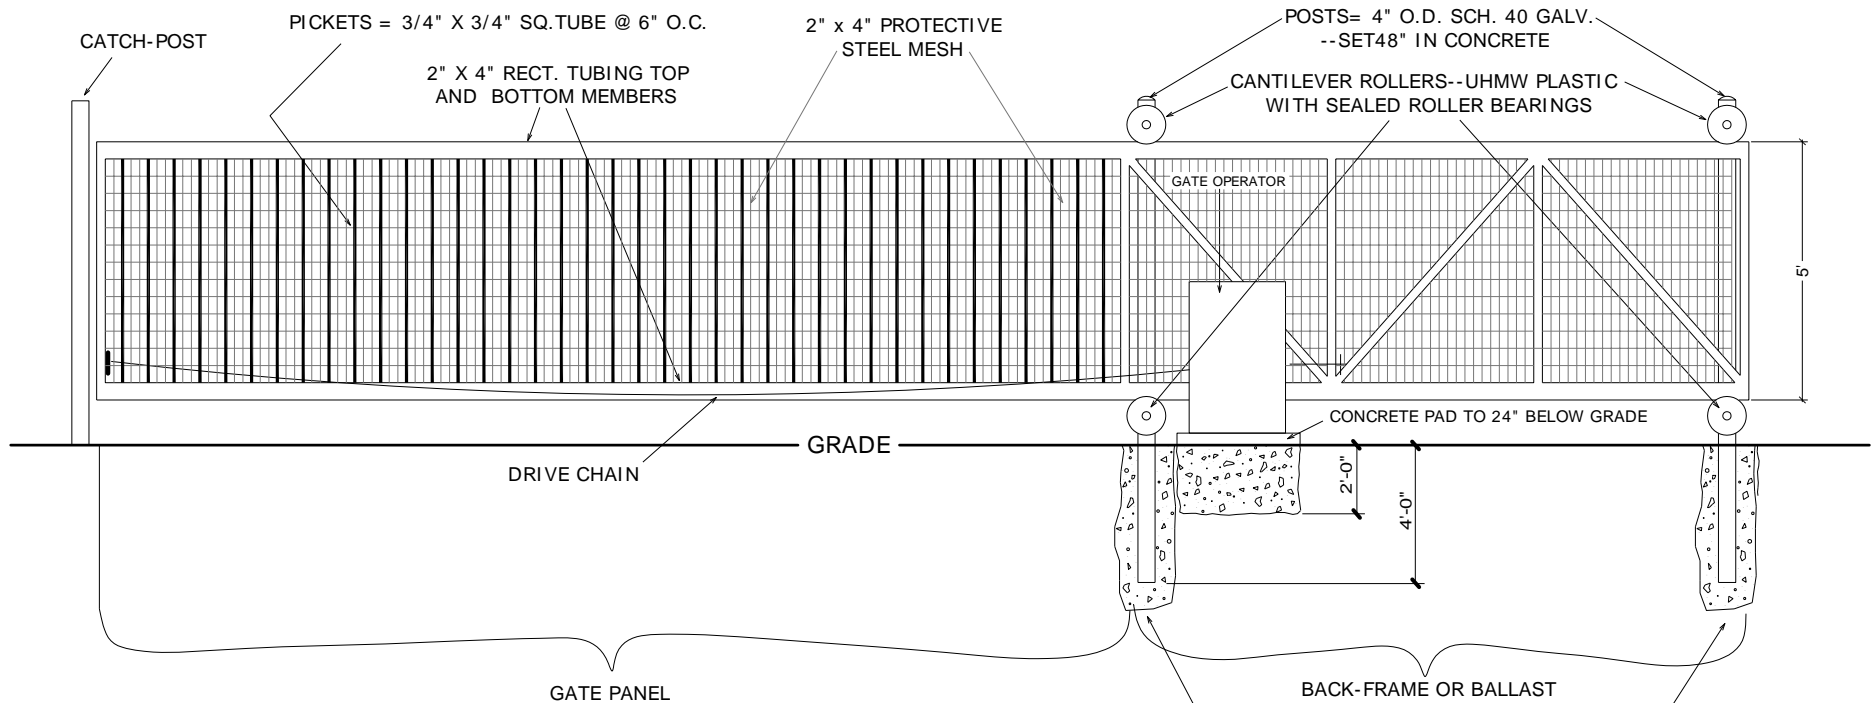 PICKETS = 3/4" X 3/4" SQ.TUBE @ 6" O.C.
CATCH-POST
2" X 4" RECT. TUBING TOP
AND BOTTOM MEMBERS
2" x 4" PROTECTIVE
STEEL MESH
POSTS= 4" O.D. SCH. 40 GALV.
--SET48" IN CONCRETE
CANTILEVER ROLLERS--UHMW PLASTIC
WITH SEALED ROLLER BEARINGS
GATE OPERATOR
5'
CONCRETE PAD TO 24" BELOW GRADE
GRADE
DRIVE CHAIN
2'-0"
4'-0"
GATE PANEL
BACK-FRAME OR BALLAST